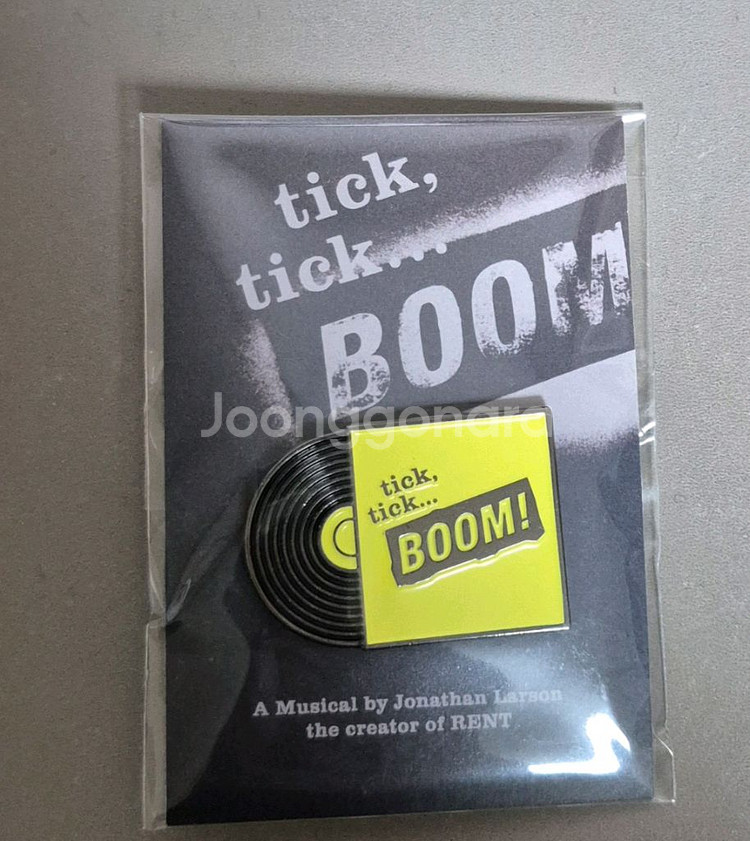 tick,
tick...
BOOM
Joonggonara
tick,
tick...
BOOM!
A Musical by Jonathan Larson
the creator of RENT